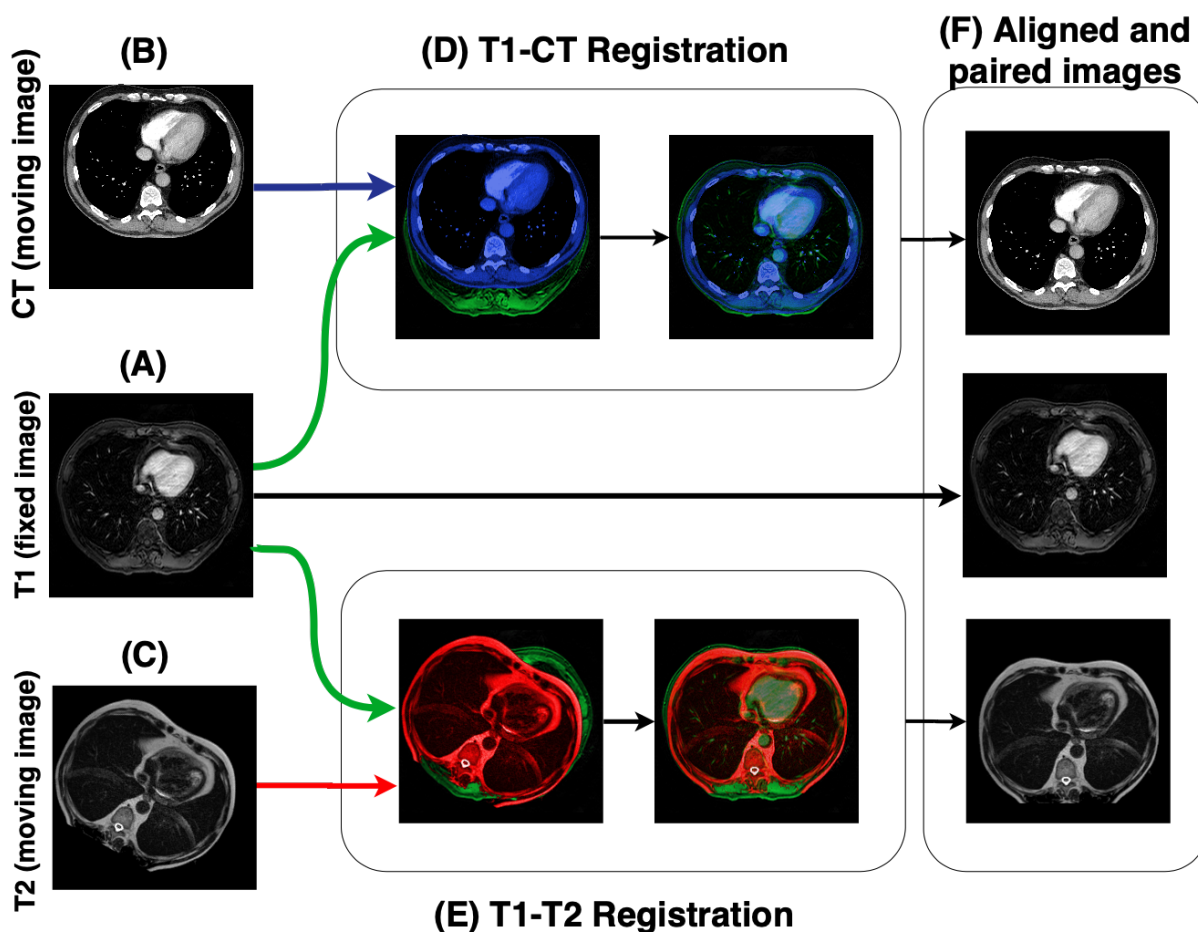 (B)
(D) T1-CT Registration
(F) Aligned and
paired images
CT (moving image)
(A)
T1 (fixed image)
(C)
T2 (moving image)
(E) T1-T2 Registration